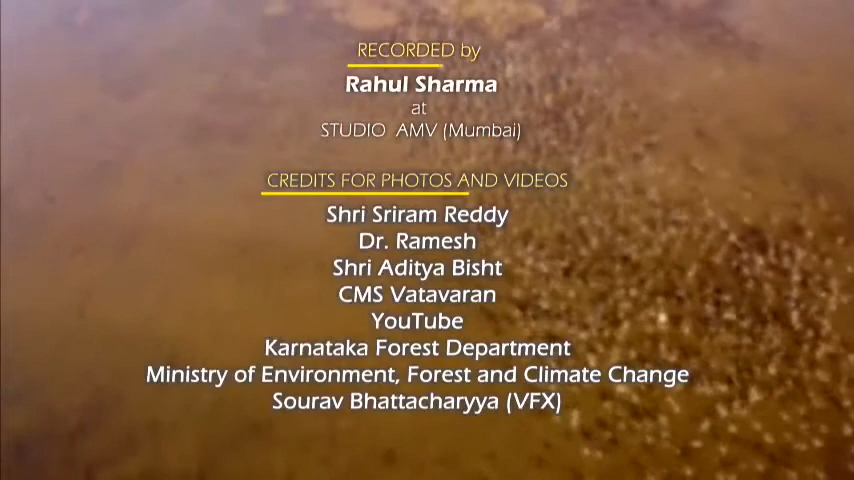 RECORDED by
Rahul Sharma
at
STUDIO AMV (Mumbai)
CREDITS FOR PHOTOS AND VIDEOS
Shri Sriram Reddy
Dr. Ramesh
Shri Aditya Bisht
CMS Vatavaran
YouTube
Karnataka Forest Department
Ministry of Environment, Forest and Climate Change
Sourav Bhattacharyya (VFX)